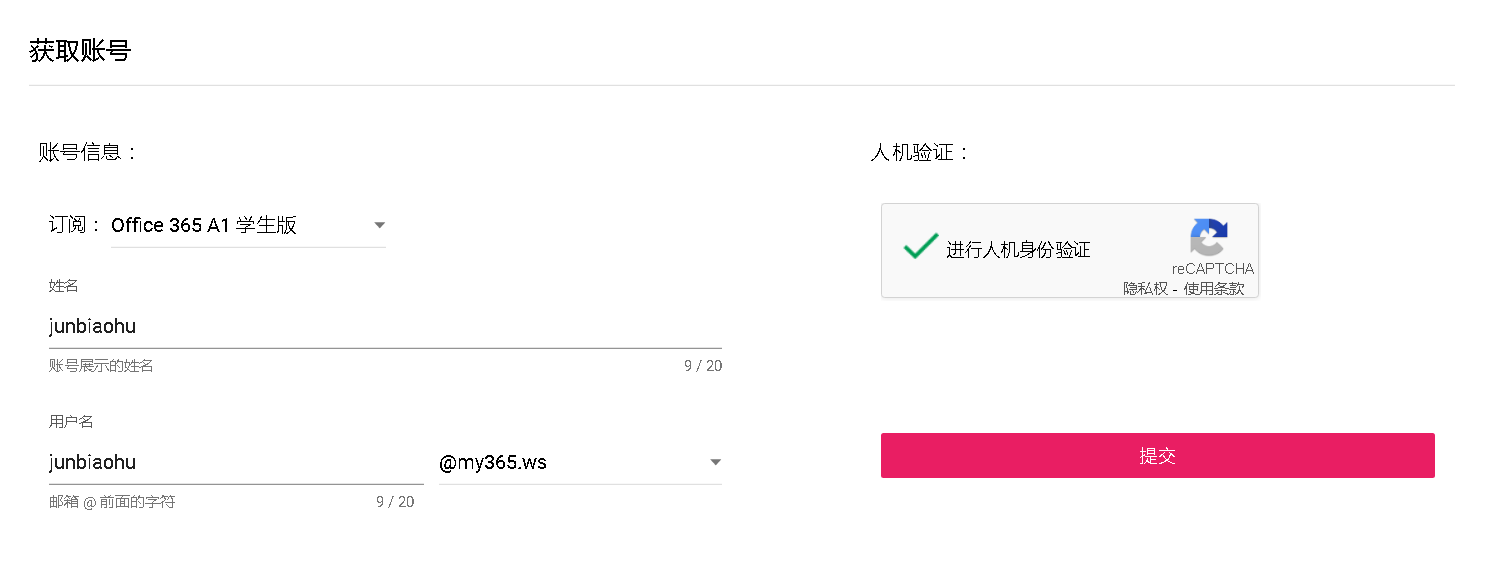 获取账号
账号信息：
订阅： Office 365 A1 学生版
姓名
junbiaohu
账号展示的姓名 9 / 20
用户名
junbiaohu @my365.ws
邮箱 @ 前面的字符 9 / 20
人机验证：
进行人机身份验证
reCAPTCHA
隐私权 - 使用条款
提交